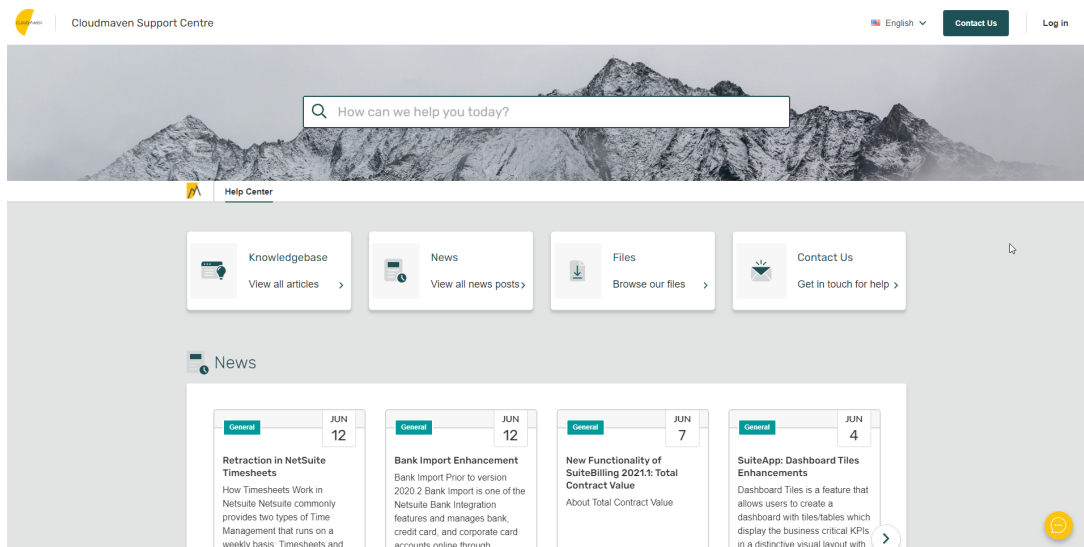 CLOUDMAVEN
Cloudmaven Support Centre
English
Contact Us
Log in
How can we help you today?
Help Center
Knowledgebase
View all articles
News
View all news posts
Files
Browse our files
Contact Us
Get in touch for help
News
General
JUN
12
Retraction in NetSuite
Timesheets
How Timesheets Work in
Netsuite Netsuite commonly
provides two types of Time
Management that runs on a
weekly basis: Timesheets and
General
JUN
12
Bank Import Enhancement
Bank Import Prior to version
2020.2 Bank Import is one of the
Netsuite Bank Integration
features and manages bank,
credit card, and corporate card
accounts online through
General
JUN
7
New Functionality of
SuiteBilling 2021.1: Total
Contract Value
About Total Contract Value
General
JUN
4
SuiteApp: Dashboard Tiles
Enhancements
Dashboard Tiles is a feature that
allows users to create a
dashboard with tiles/tables which
display the business critical KPIs
in a distinctive visual layout with